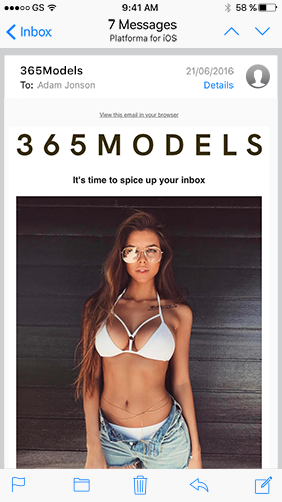 GS 9:41 AM 58 %
Inbox
7 Messages
Platforma for iOS
365Models 21/06/2016
To: Adam Jonson Details
View this email in your browser
365MODELS
It's time to spice up your inbox